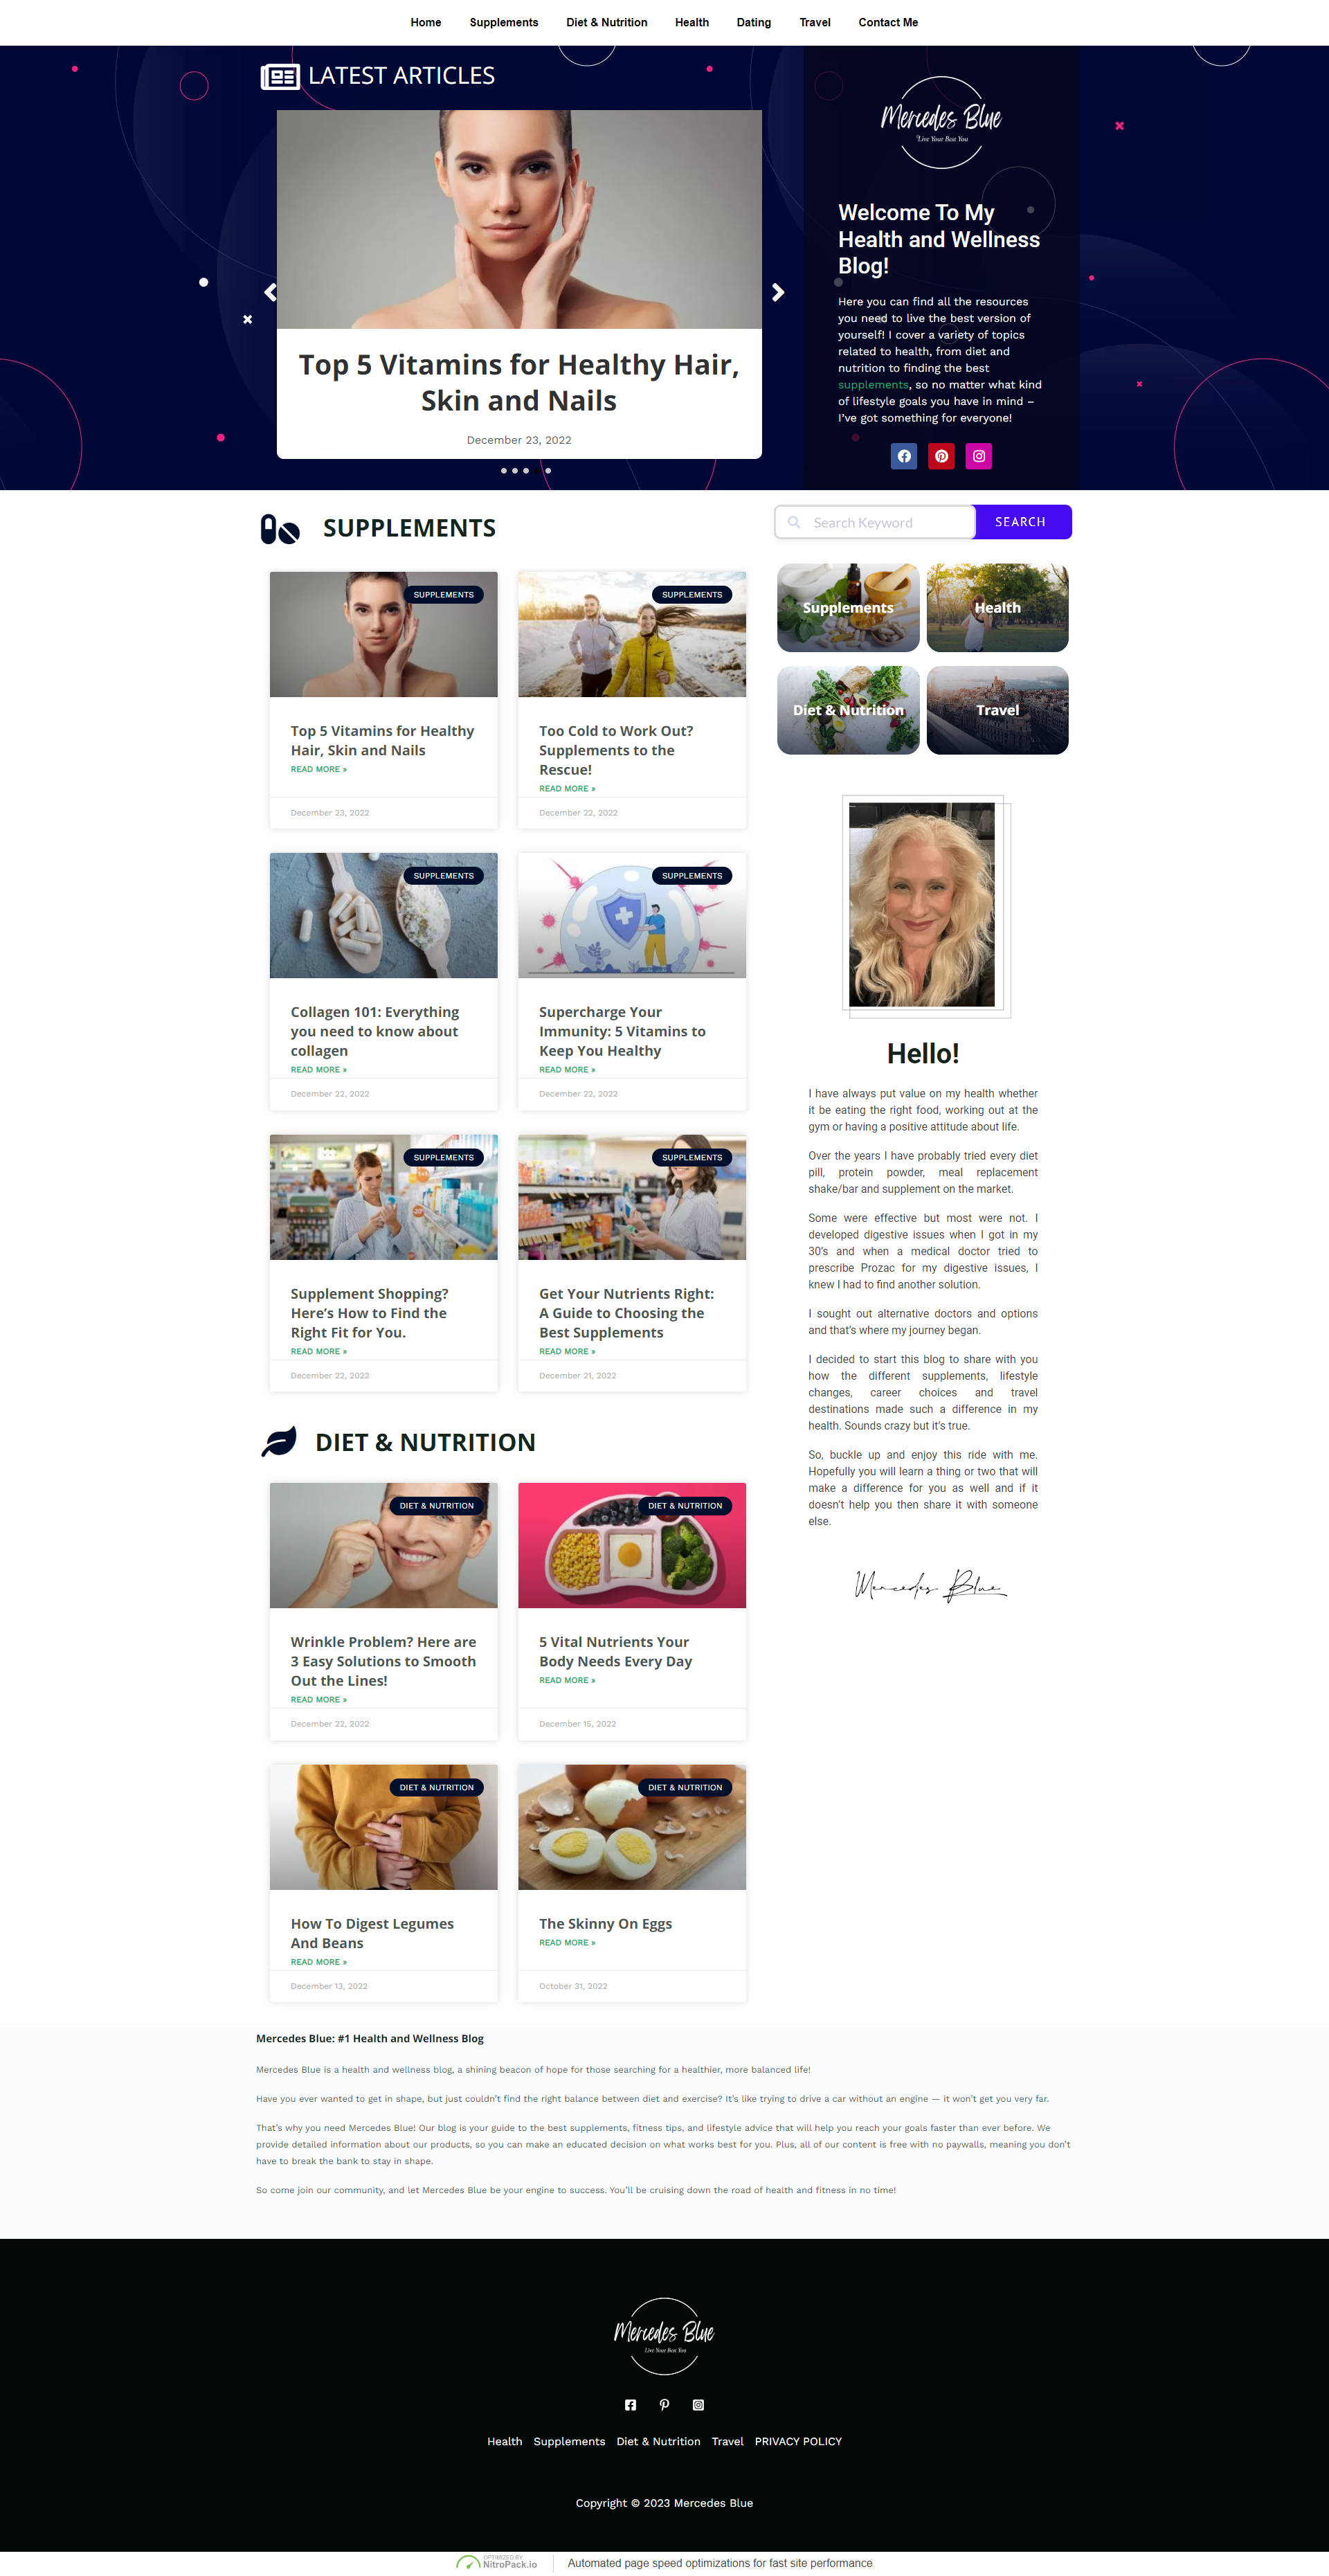 Home Supplements Diet & Nutrition Health Dating Travel Contact Me
LATEST ARTICLES
Top 5 Vitamins for Healthy Hair,
Skin and Nails
December 23, 2022
Mercedes Blue
Live Your Best You
Welcome To My
Health and Wellness
Blog!
Here you can find all the resources
you need to live the best version of
yourself! I cover a variety of topics
related to health, from diet and
nutrition to finding the best
supplements, so no matter what kind
of lifestyle goals you have in mind –
I've got something for everyone!
SUPPLEMENTS
SUPPLEMENTS
Top 5 Vitamins for Healthy
Hair, Skin and Nails
READ MORE »
December 23, 2022
SUPPLEMENTS
Too Cold to Work Out?
Supplements to the
Rescue!
READ MORE »
December 22, 2022
SUPPLEMENTS
Collagen 101: Everything
you need to know about
collagen
READ MORE »
December 22, 2022
SUPPLEMENTS
Supercharge Your
Immunity: 5 Vitamins to
Keep You Healthy
READ MORE »
December 22, 2022
SUPPLEMENTS
Supplement Shopping?
Here's How to Find the
Right Fit for You.
READ MORE »
December 22, 2022
SUPPLEMENTS
Get Your Nutrients Right:
A Guide to Choosing the
Best Supplements
READ MORE »
December 21, 2022
DIET & NUTRITION
DIET & NUTRITION
Wrinkle Problem? Here are
3 Easy Solutions to Smooth
Out the Lines!
READ MORE »
December 22, 2022
DIET & NUTRITION
5 Vital Nutrients Your
Body Needs Every Day
READ MORE »
December 15, 2022
DIET & NUTRITION
How To Digest Legumes
And Beans
READ MORE »
December 13, 2022
DIET & NUTRITION
The Skinny On Eggs
READ MORE »
October 31, 2022
Search Keyword
SEARCH
Supplements
Health
Diet & Nutrition
Travel
Hello!
I have always put value on my health whether
it be eating the right food, working out at the
gym or having a positive attitude about life.
Over the years I have probably tried every diet
pill, protein powder, meal replacement
shake/bar and supplement on the market.
Some were effective but most were not. I
developed digestive issues when I got in my
30's and when a medical doctor tried to
prescribe Prozac for my digestive issues, I
knew I had to find another solution.
I sought out alternative doctors and options
and that's where my journey began.
I decided to start this blog to share with you
how the different supplements, lifestyle
changes, career choices and travel
destinations made such a difference in my
health. Sounds crazy but it's true.
So, buckle up and enjoy this ride with me.
Hopefully you will learn a thing or two that will
make a difference for you as well and if it
doesn't help you then share it with someone
else.
Mercedes Blue
Mercedes Blue: #1 Health and Wellness Blog
Mercedes Blue is a health and wellness blog, a shining beacon of hope for those searching for a healthier, more balanced life!
Have you ever wanted to get in shape, but just couldn't find the right balance between diet and exercise? It's like trying to drive a car without an engine — it won't get you very far.
That's why you need Mercedes Blue! Our blog is your guide to the best supplements, fitness tips, and lifestyle advice that will help you reach your goals faster than ever before. We
provide detailed information about our products, so you can make an educated decision on what works best for you. Plus, all of our content is free with no paywalls, meaning you don't
have to break the bank to stay in shape.
So come join our community, and let Mercedes Blue be your engine to success. You'll be cruising down the road of health and fitness in no time!
Mercedes Blue
Live Your Best You
Health Supplements Diet & Nutrition Travel PRIVACY POLICY
Copyright © 2023 Mercedes Blue
OPTIMIZED BY
NitroPack.io
Automated page speed optimizations for fast site performance